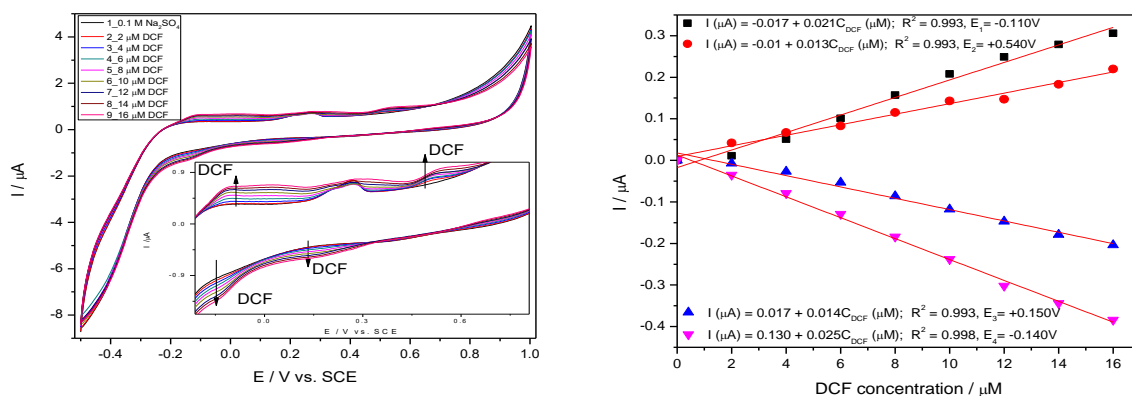 1_0.1 M Na₂SO₄
2_2 μM DCF
3_4 μM DCF
4_6 μM DCF
5_8 μM DCF
6_10 μM DCF
7_12 μM DCF
8_14 μM DCF
9_16 μM DCF
I / μA
4
2
0
-2
-4
-6
-8
-0.4 -0.2 0.0 0.2 0.4 0.6 0.8 1.0
E / V vs. SCE
DCF
DCF
DCF
DCF
I /μA
0.9
0.0
-0.9
0.0 0.3 0.6
E / V vs. SCE
I (μA) = -0.017 + 0.021C_DCF (μM); R² = 0.993, E₁= -0.110V
I (μA) = -0.01 + 0.013C_DCF (μM); R² = 0.993, E₂= +0.540V
I (μA) = 0.017 + 0.014C_DCF (μM); R² = 0.993, E₃= +0.150V
I (μA) = 0.130 + 0.025C_DCF (μM); R² = 0.998, E₄= -0.140V
I / μA
0.3
0.2
0.1
0.0
-0.1
-0.2
-0.3
-0.4
0 2 4 6 8 10 12 14 16
DCF concentration / μM